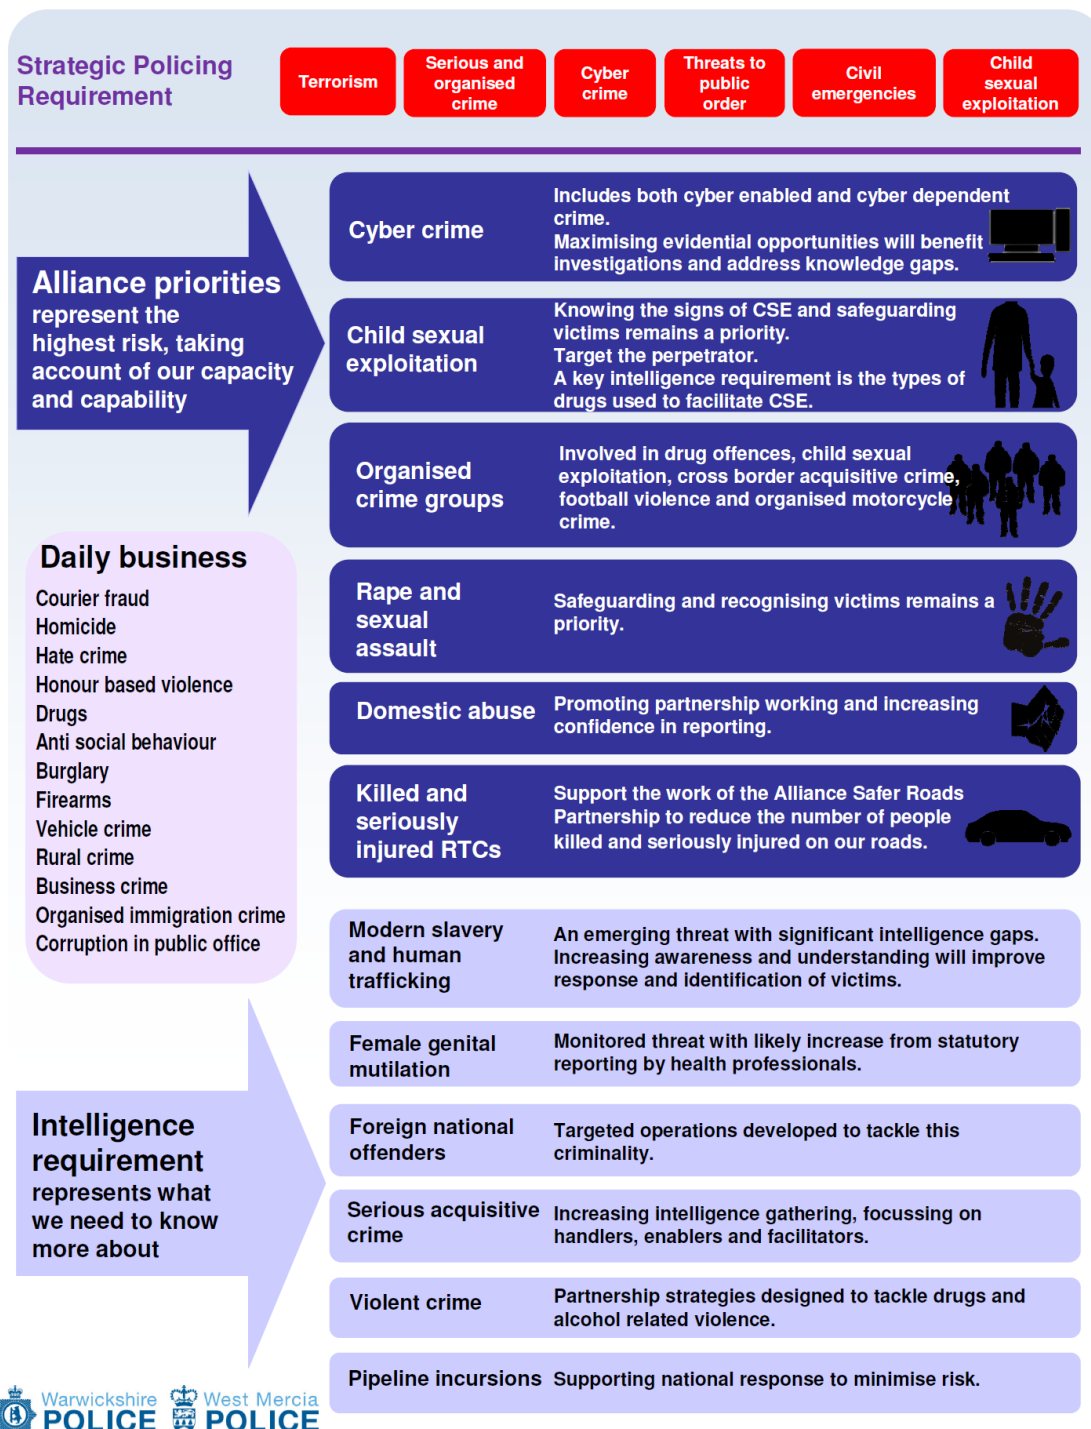 Strategic Policing
Requirement
Terrorism
Serious and
organised
crime
Cyber
crime
Threats to
public
order
Civil
emergencies
Child
sexual
exploitation
Alliance priorities
represent the
highest risk, taking
account of our capacity
and capability
Cyber crime
Includes both cyber enabled and cyber dependent
crime.
Maximising evidential opportunities will benefit
investigations and address knowledge gaps.
Child sexual
exploitation
Knowing the signs of CSE and safeguarding
victims remains a priority.
Target the perpetrator.
A key intelligence requirement is the types of
drugs used to facilitate CSE.
Organised
crime groups
Involved in drug offences, child sexual
exploitation, cross border acquisitive crime,
football violence and organised motorcycle
crime.
Rape and
sexual
assault
Safeguarding and recognising victims remains a
priority.
Domestic abuse
Promoting partnership working and increasing
confidence in reporting.
Killed and
seriously
injured RTCs
Support the work of the Alliance Safer Roads
Partnership to reduce the number of people
killed and seriously injured on our roads.
Daily business
Courier fraud
Homicide
Hate crime
Honour based violence
Drugs
Anti social behaviour
Burglary
Firearms
Vehicle crime
Rural crime
Business crime
Organised immigration crime
Corruption in public office
Intelligence
requirement
represents what
we need to know
more about
Modern slavery
and human
trafficking
An emerging threat with significant intelligence gaps.
Increasing awareness and understanding will improve
response and identification of victims.
Female genital
mutilation
Monitored threat with likely increase from statutory
reporting by health professionals.
Foreign national
offenders
Targeted operations developed to tackle this
criminality.
Serious acquisitive
crime
Increasing intelligence gathering, focussing on
handlers, enablers and facilitators.
Violent crime
Partnership strategies designed to tackle drugs and
alcohol related violence.
Pipeline incursions
Supporting national response to minimise risk.
Warwickshire
POLICE
West Mercia
POLICE